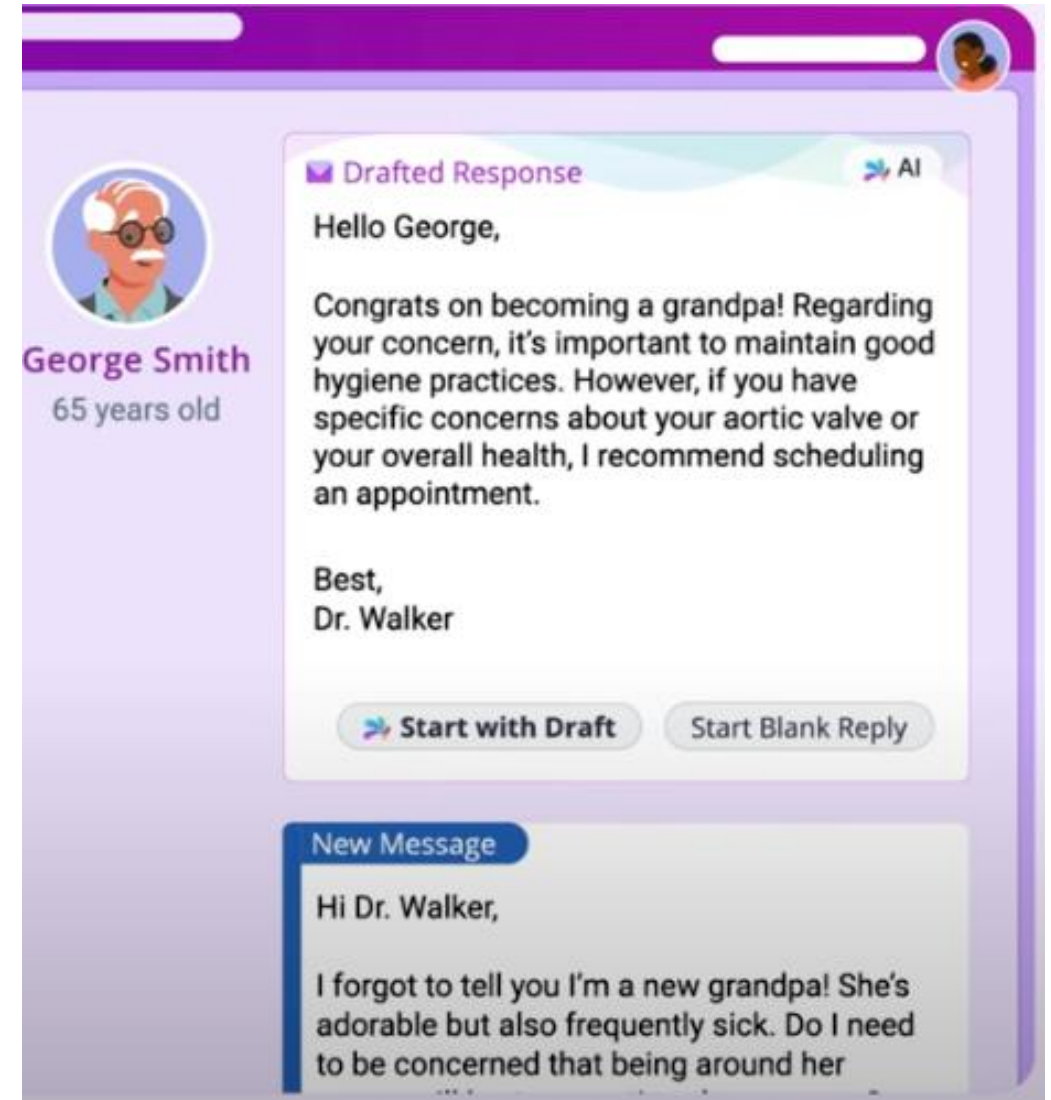 Drafted Response
AI
Hello George,
Congrats on becoming a grandpa! Regarding
your concern, it's important to maintain good
hygiene practices. However, if you have
specific concerns about your aortic valve or
your overall health, I recommend scheduling
an appointment.
Best,
Dr. Walker
Start with Draft
Start Blank Reply
George Smith
65 years old
New Message
Hi Dr. Walker,
I forgot to tell you I'm a new grandpa! She's
adorable but also frequently sick. Do I need
to be concerned that being around her